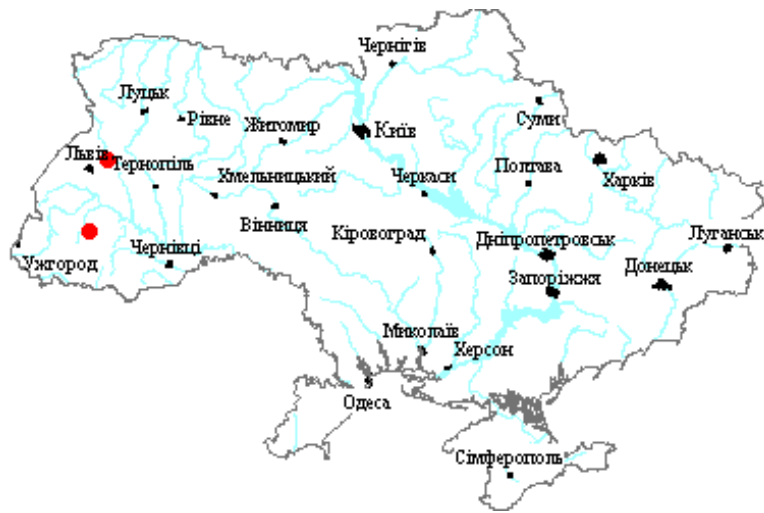 Чернігів
Луцьк
Рівне
Суми
Житомир
Київ
Львів
Тернопіль
Хмельницький
Черкаси
Полтава
Харків
Вінниця
Кіровоград
Дніпропетровськ
Луганськ
Ужгород
Чернівці
Запоріжжя
Донецьк
Миколаїв
Херсон
Одеса
Сімферополь